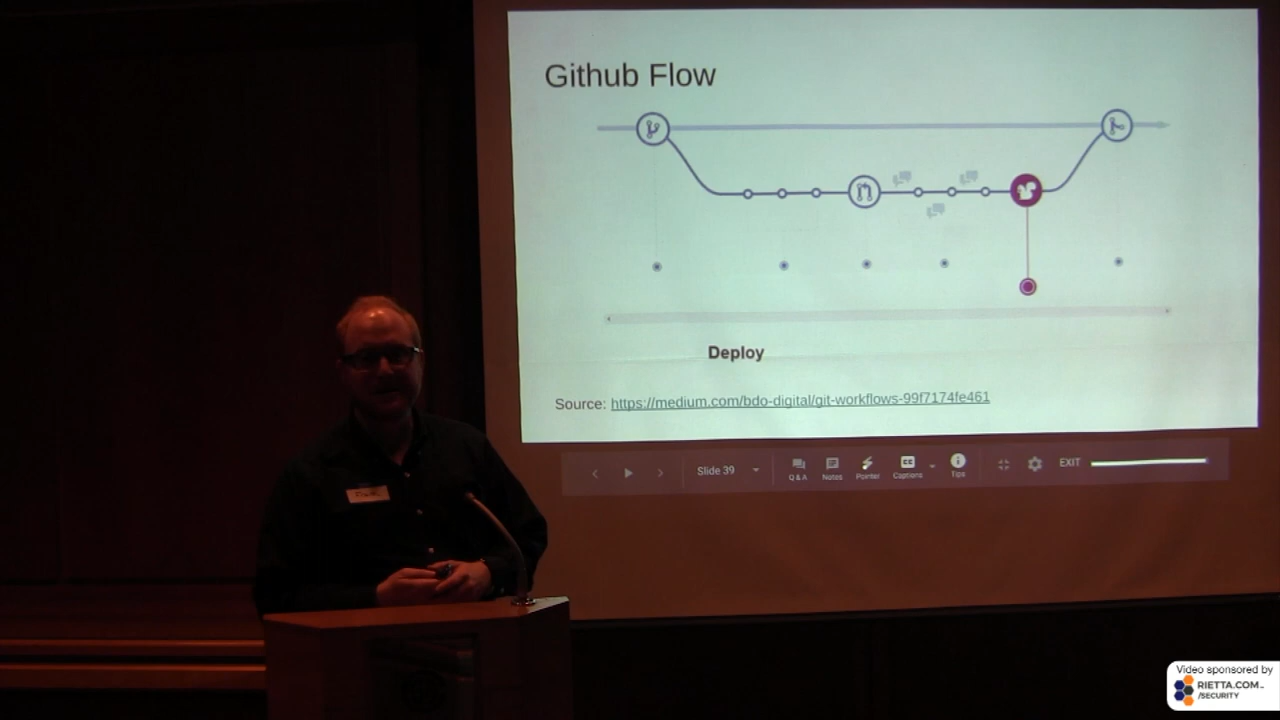 Github Flow
Deploy
Source: https://medium.com/bdo-digital/git-workflows-99f7174fe461
Slide 39
Q & A
Notes
Pointer
CC
Captions
Tips
EXIT
Video sponsored by
RIETTA.COM
/SECURITY